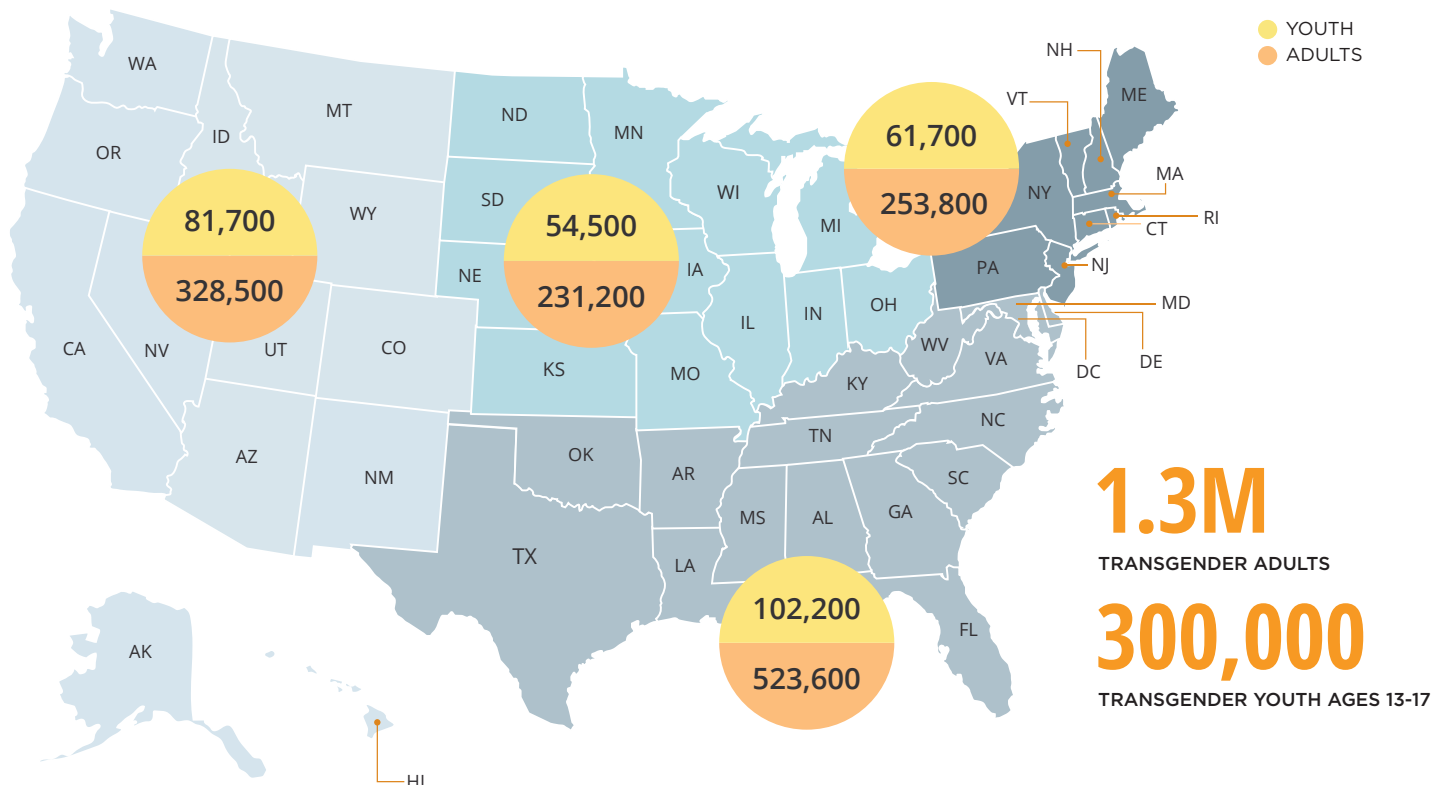 YOUTH
ADULTS
NH
ME
VT
WA
MT
ND
MN
OR
ID
61,700
253,800
NY
MA
RI
CT
WI
SD
WY
MI
81,700
328,500
54,500
231,200
NE
IA
PA
NJ
MD
DE
DC
OH
IN
IL
WV
VA
CA
NV
UT
CO
KS
MO
KY
NC
TN
AZ
NM
OK
AR
SC
MS
AL
GA
TX
LA
FL
102,200
523,600
AK
HI
1.3M
TRANSGENDER ADULTS
300,000
TRANSGENDER YOUTH AGES 13-17